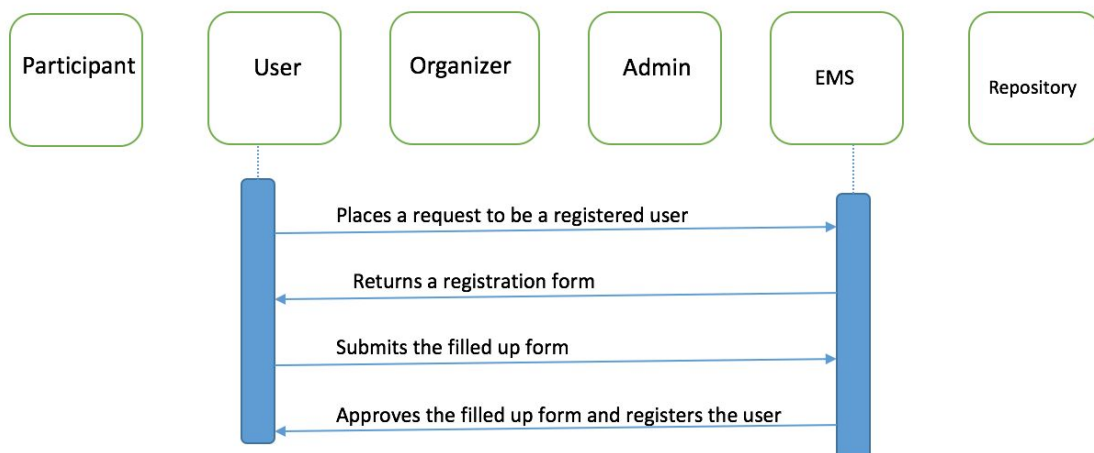 Participant
User
Organizer
Admin
EMS
Repository
Places a request to be a registered user
Returns a registration form
Submits the filled up form
Approves the filled up form and registers the user